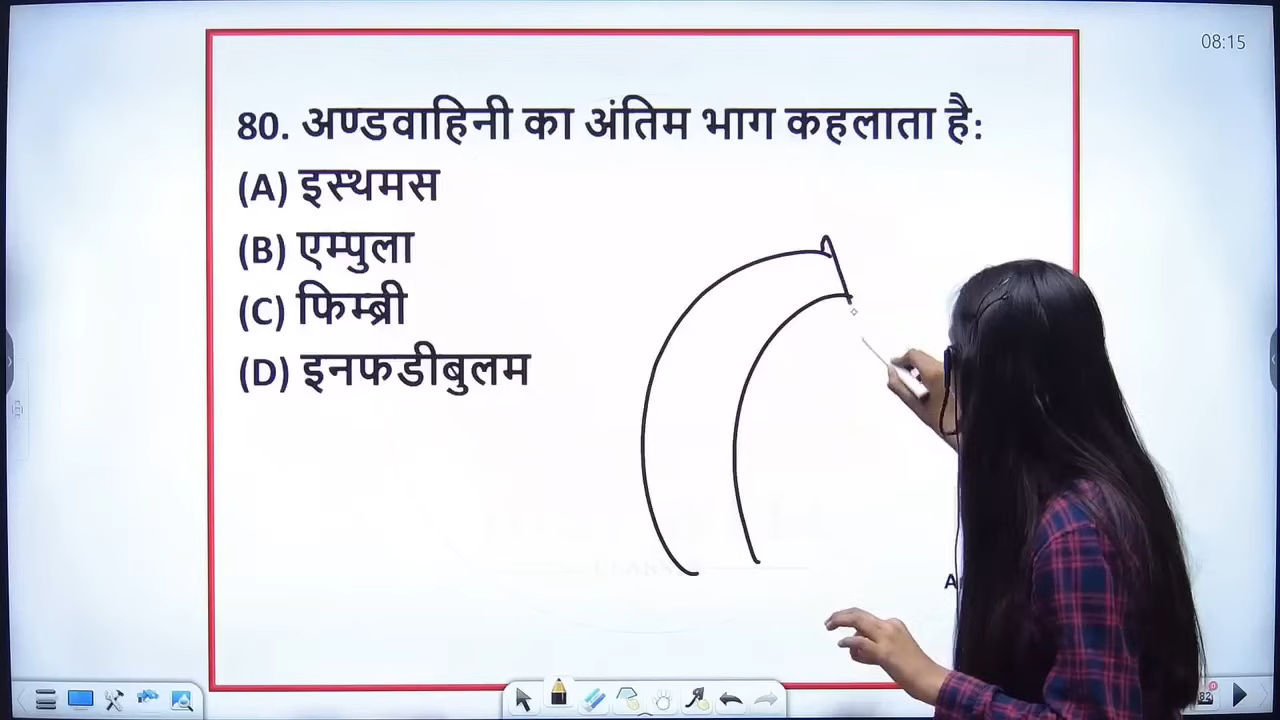 08:15
80. अण्डवाहिनी का अंतिम भाग कहलाता है:
(A) इस्थमस
(B) एम्पुला
(C) फिम्ब्री
(D) इनफडीबुलम